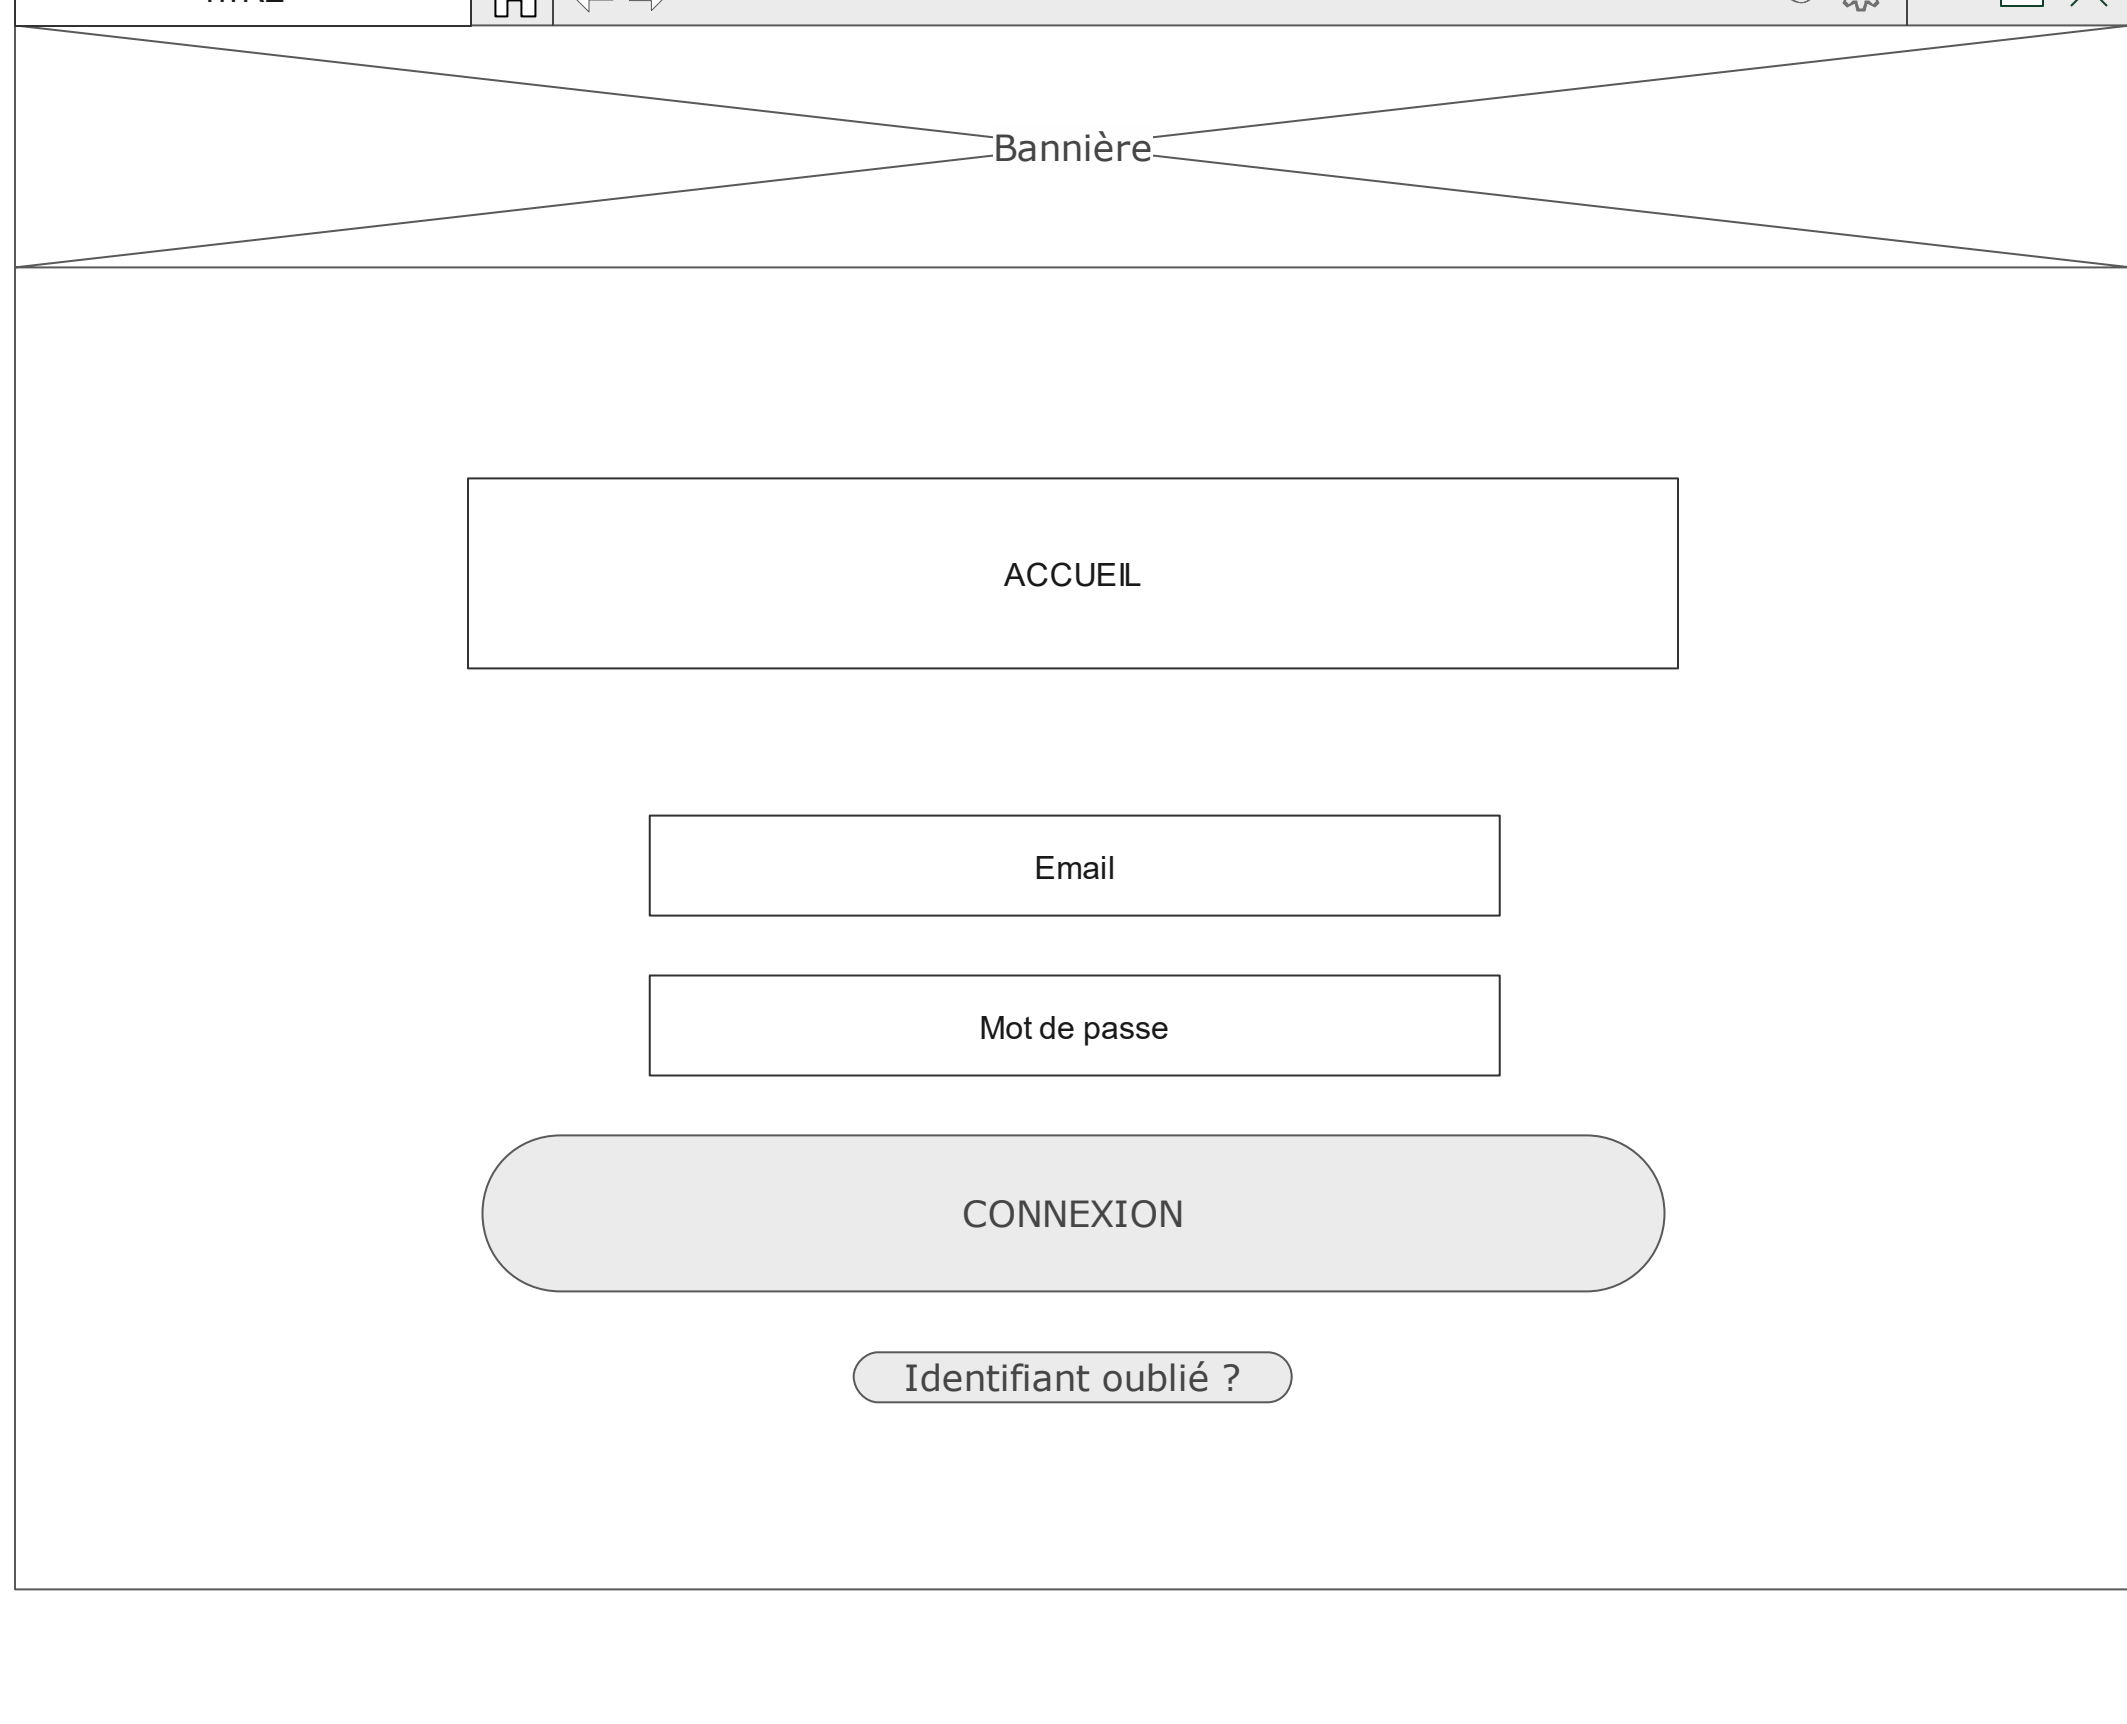 Bannière
ACCUEIL
Email
Mot de passe
CONNEXION
Identifiant oublié ?